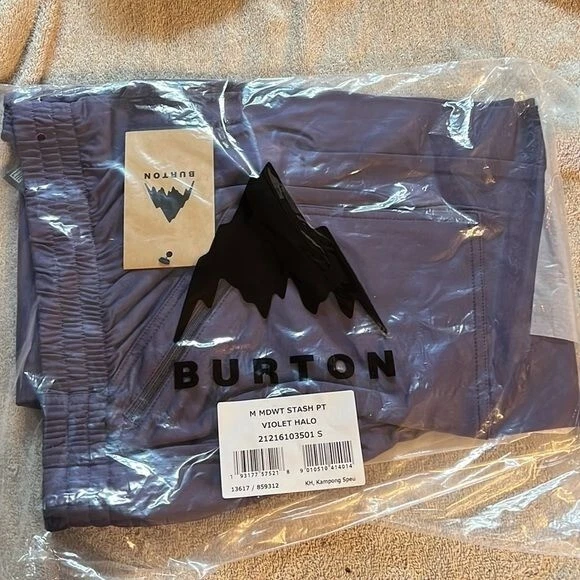 BURTON
BURTON
M MDWT STASH PT
VIOLET HALO
21216103501 S
1 93177 57521 8 9 010510 414014
13617 / 859312 KH, Kampong Speu